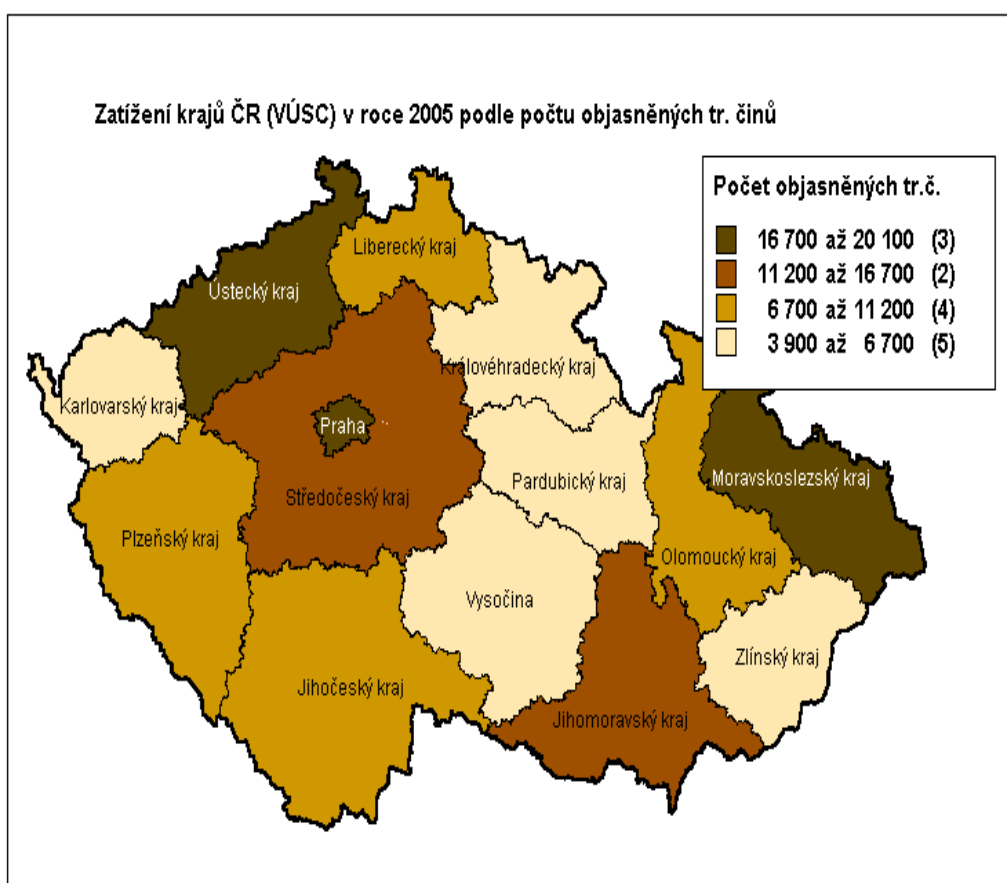 Zatížení krajů ČR (VÚSC) v roce 2005 podle počtu objasněných tr. činů
Počet objasněných tr.č.
16 700 až 20 100 (3)
11 200 až 16 700 (2)
6 700 až 11 200 (4)
3 900 až 6 700 (5)
Liberecký kraj
Ústecký kraj
Královéhradecký kraj
Karlovarský kraj
Praha
Pardubický kraj
Moravskoslezský kraj
Středočeský kraj
Plzeňský kraj
Olomoucký kraj
Vysočina
Zlínský kraj
Jihočeský kraj
Jihomoravský kraj